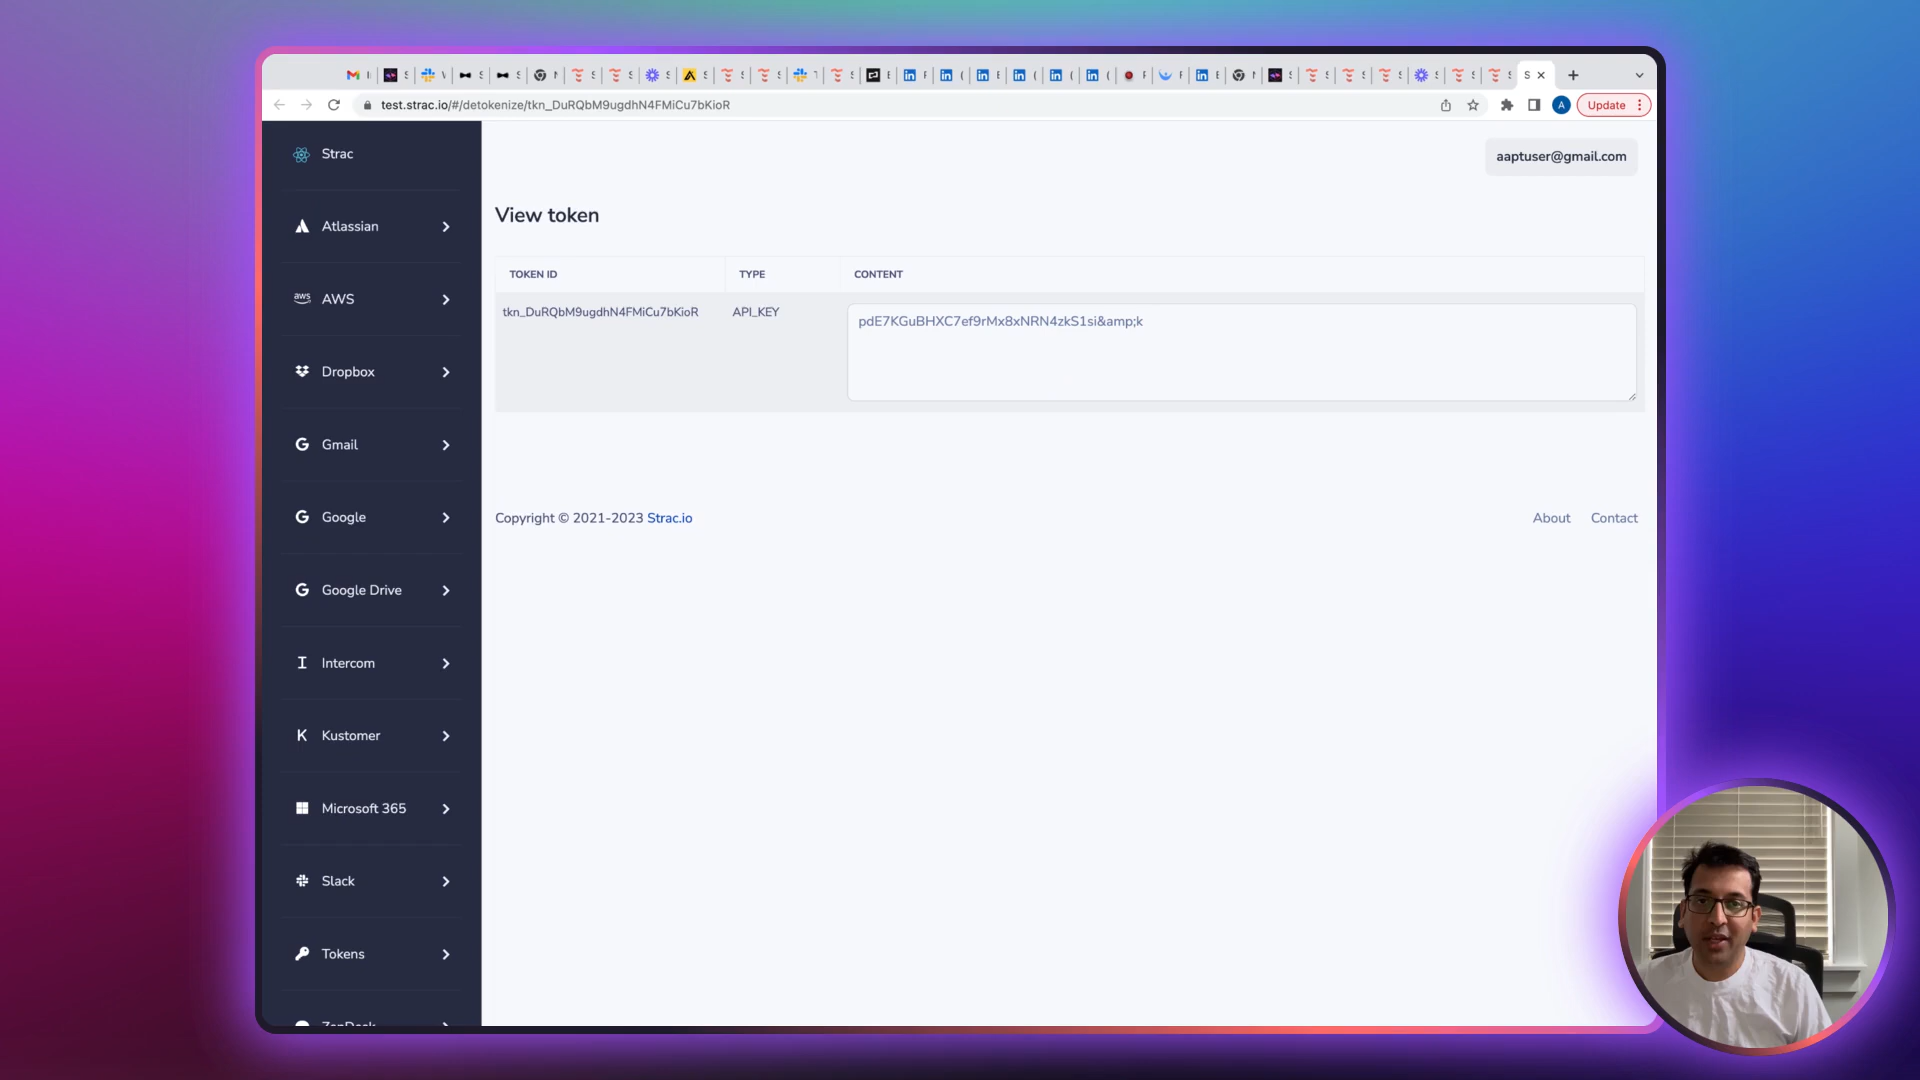 test.strac.io/#/detokenize/tkn_DuRQbM9ugdhN4FMiCu7bKioR
A
Update
Strac
aaptuser@gmail.com
Atlassian
View token
TOKEN ID
TYPE
CONTENT
aws
AWS
tkn_DuRQbM9ugdhN4FMiCu7bKioR
API_KEY
pdE7KGuBHXC7ef9rMx8xNRN4zkS1si&amp;k
Dropbox
Gmail
Google
Copyright © 2021-2023 Strac.io
About
Contact
Google Drive
Intercom
Kustomer
Microsoft 365
Slack
Tokens
ZenDesk